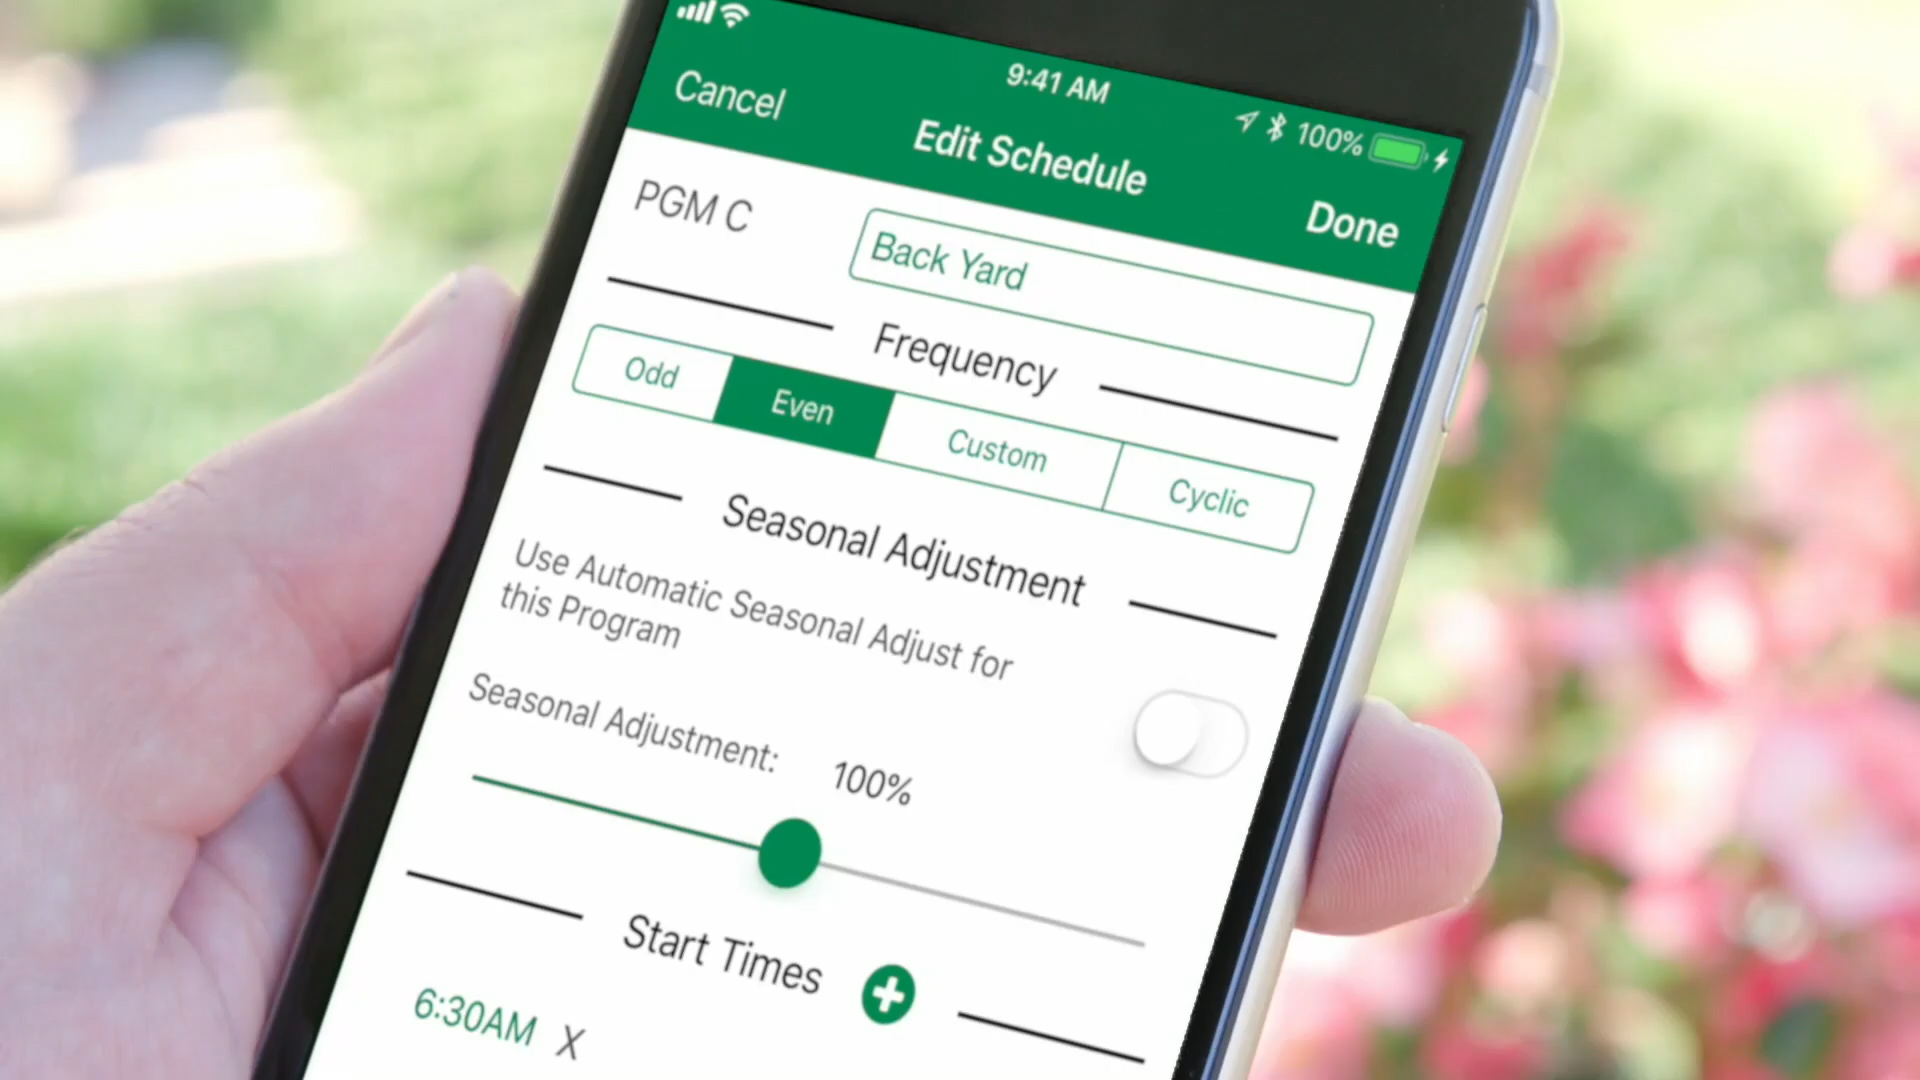 9:41 AM
100%
Cancel
Edit Schedule
Done
PGM C
Back Yard
Frequency
Odd
Even
Custom
Cyclic
Seasonal Adjustment
Use Automatic Seasonal Adjust for
this Program
Seasonal Adjustment: 100%
Start Times
6:30AM X